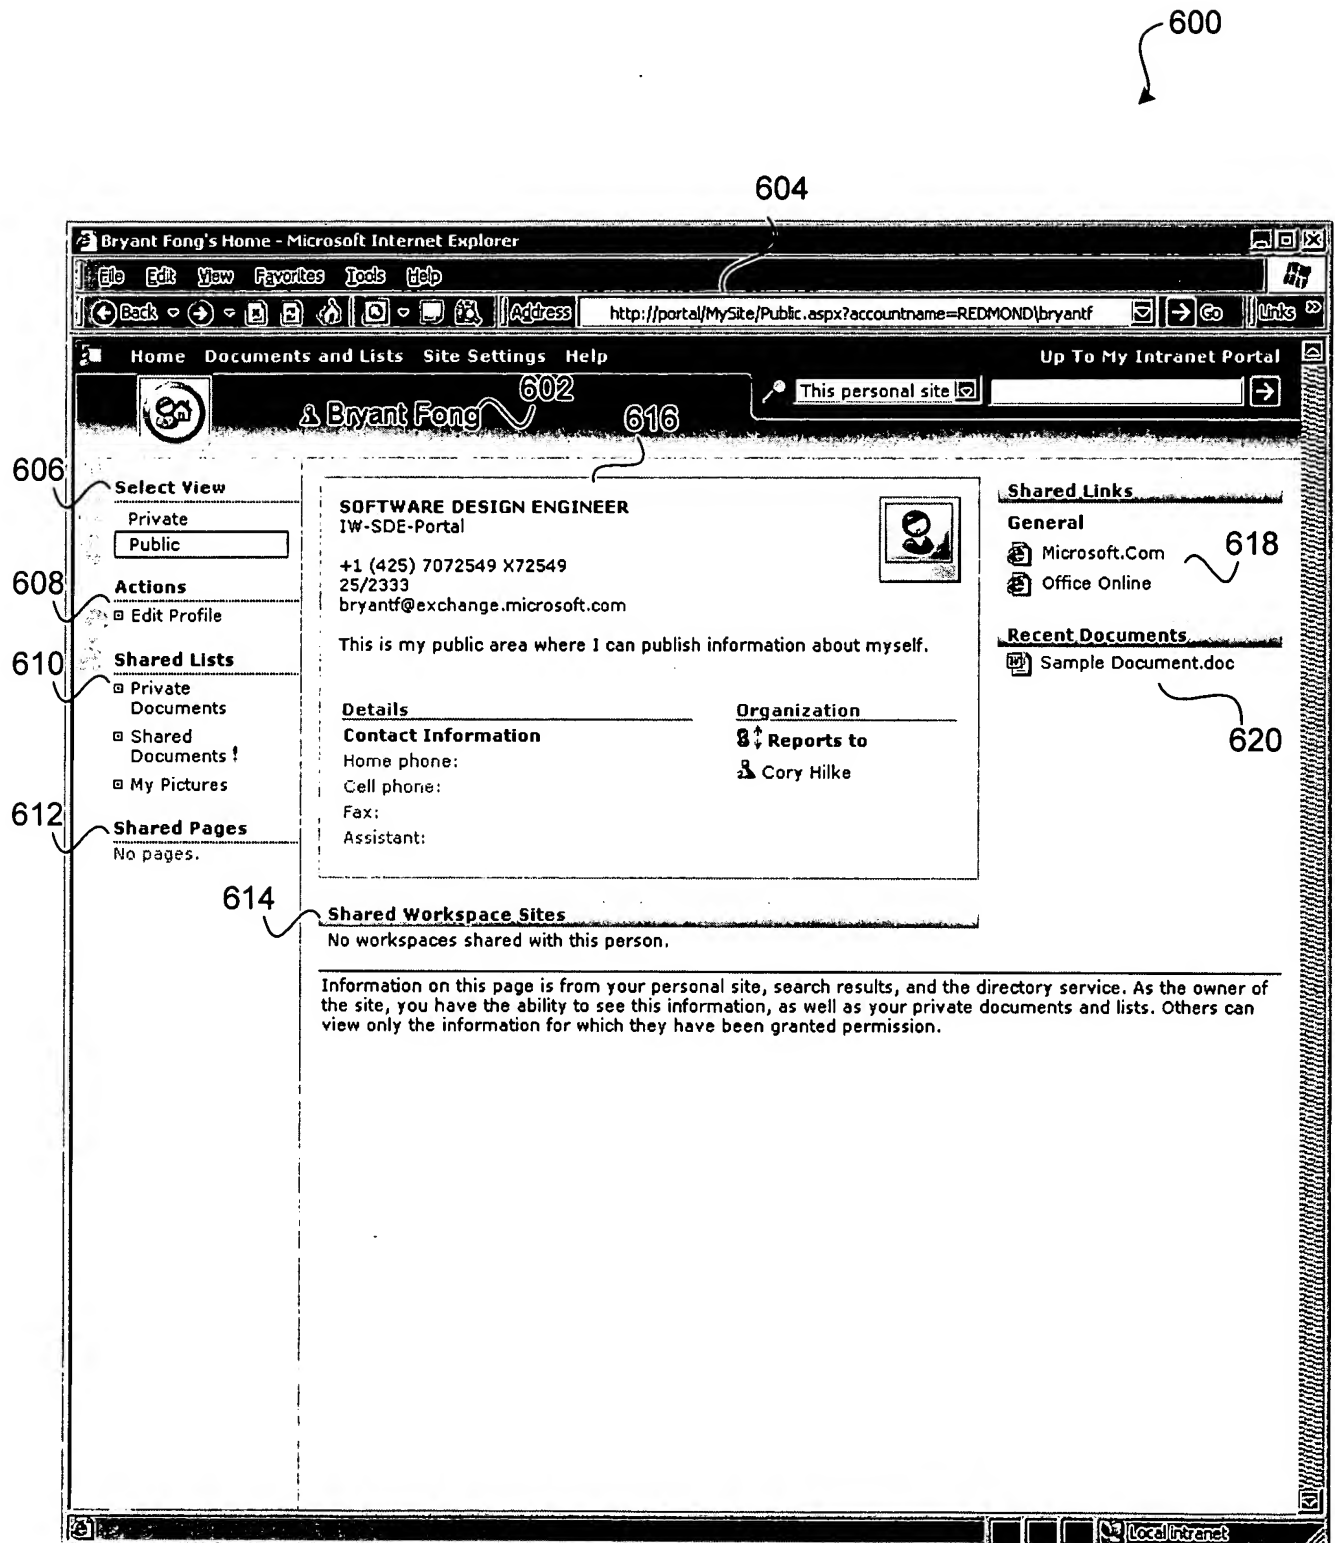 600
604
Bryant Fong's Home - Microsoft Internet Explorer
File Edit View Favorites Tools Help
Back Address http://portal/MySite/Public.aspx?accountname=REDMOND\bryantf Go Links »
Home Documents and Lists Site Settings Help Up To My Intranet Portal
This personal site
Bryant Fong 602
616
606
Select View
Private
Public
608
Actions
Edit Profile
610
Shared Lists
Private
Documents
Shared
Documents !
My Pictures
612
Shared Pages
No pages.
SOFTWARE DESIGN ENGINEER
IW-SDE-Portal
+1 (425) 7072549 X72549
25/2333
bryantf@exchange.microsoft.com
This is my public area where I can publish information about myself.
Details
Contact Information
Home phone:
Cell phone:
Fax:
Assistant:
Organization
Reports to
Cory Hilke
Shared Links
General
Microsoft.Com
618
Office Online
Recent Documents
Sample Document.doc
620
614
Shared Workspace Sites
No workspaces shared with this person.
Information on this page is from your personal site, search results, and the directory service. As the owner of
the site, you have the ability to see this information, as well as your private documents and lists. Others can
view only the information for which they have been granted permission.
Local intranet